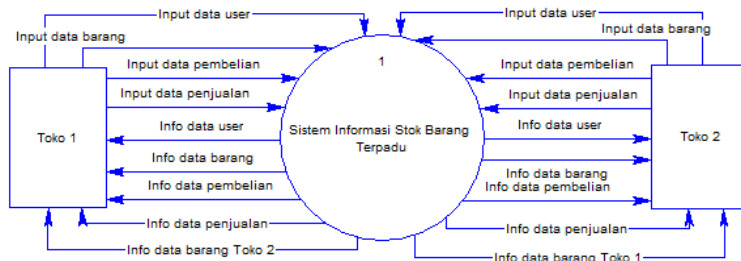 Input data user
Input data user
Input data barang
Input data barang
1
Input data pembelian
Input data pembelian
Input data penjualan
Input data penjualan
Toko 1
Sistem Informasi Stok Barang
Terpadu
Toko 2
Info data user
Info data user
Info data barang
Info data barang
Info data pembelian
Info data pembelian
Info data penjualan
Info data penjualan
Info data barang Toko 2
Info data barang Toko 1